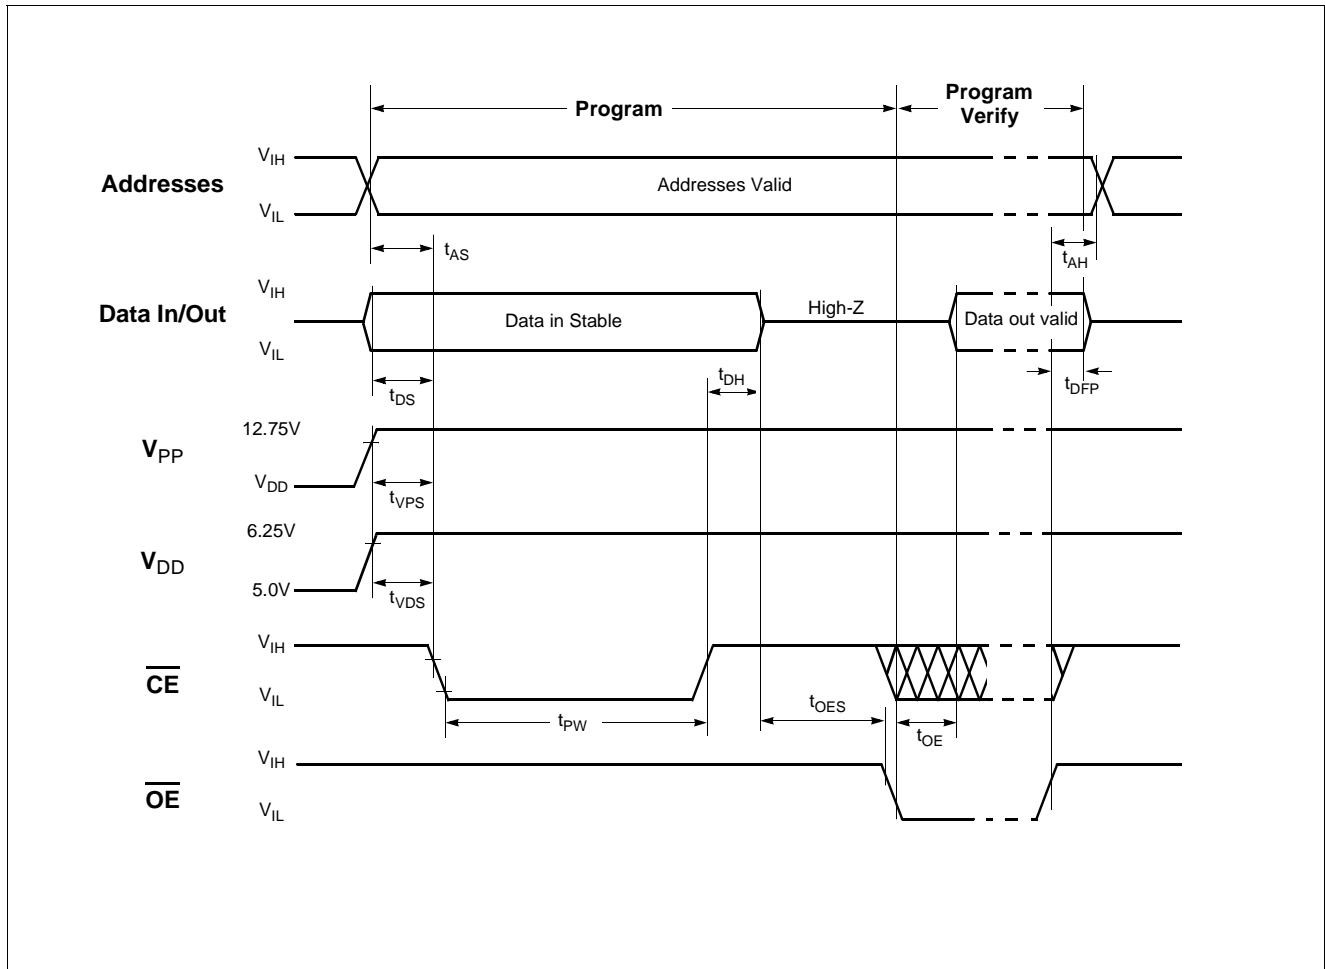 Program
Program
Verify
Addresses
VIH
VIL
Addresses Valid
tAS
tAH
Data In/Out
VIH
VIL
Data in Stable
High-Z
Data out valid
tDS
tDH
tDFP
VPP
12.75V
VDD
tVPS
VDD
6.25V
5.0V
tVDS
CE
VIH
VIL
tPW
tOES
tOE
OE
VIH
VIL